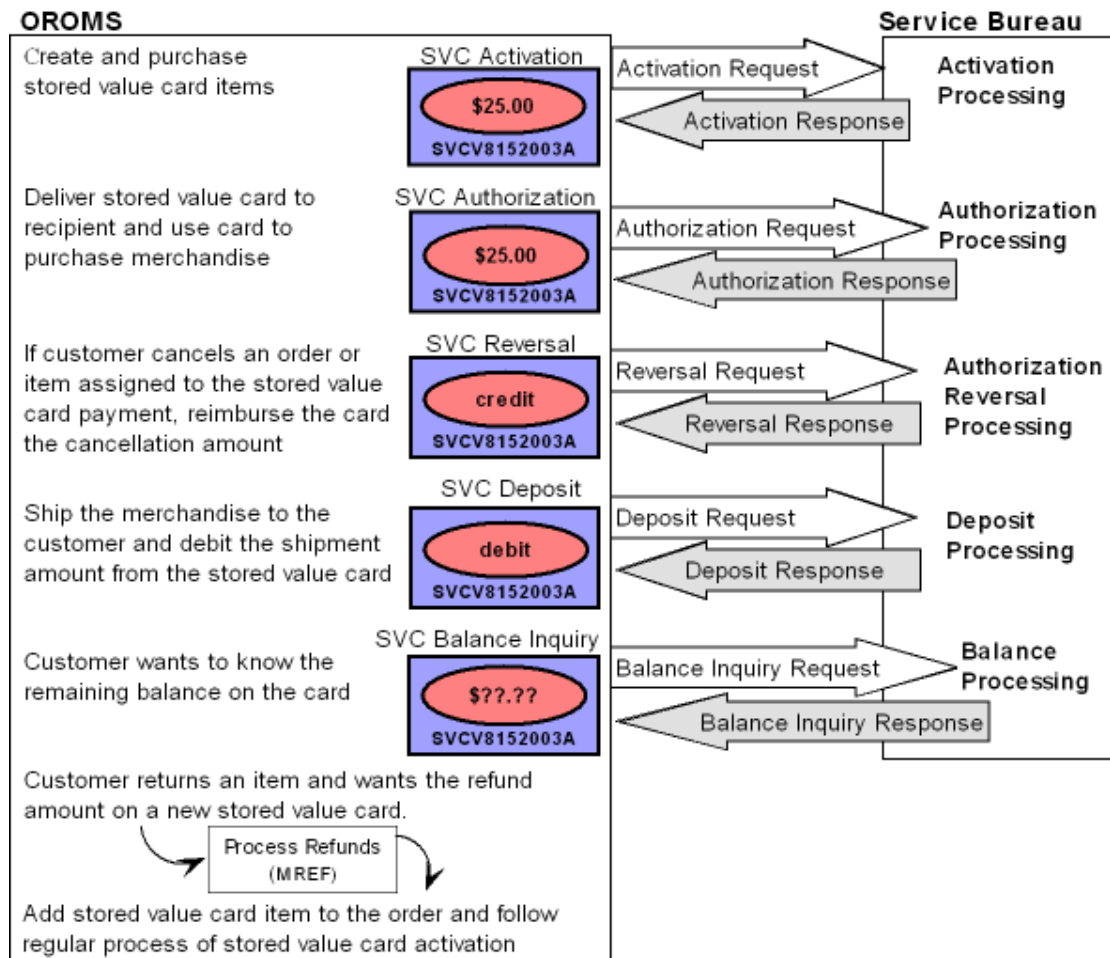 OROMS
Service Bureau
Create and purchase
stored value card items
SVC Activation
$25.00
SVCV8152003A
Activation Request
Activation Response
Activation
Processing
Deliver stored value card to
recipient and use card to
purchase merchandise
SVC Authorization
$25.00
SVCV8152003A
Authorization Request
Authorization Response
Authorization
Processing
If customer cancels an order or
item assigned to the stored value
card payment, reimburse the card
the cancellation amount
SVC Reversal
credit
SVCV8152003A
Reversal Request
Reversal Response
Authorization
Reversal
Processing
Ship the merchandise to the
customer and debit the shipment
amount from the stored value card
SVC Deposit
debit
SVCV8152003A
Deposit Request
Deposit Response
Deposit
Processing
Customer wants to know the
remaining balance on the card
SVC Balance Inquiry
$??.??
SVCV8152003A
Balance Inquiry Request
Balance Inquiry Response
Balance
Processing
Customer returns an item and wants the refund
amount on a new stored value card.
Process Refunds
(MREF)
Add stored value card item to the order and follow
regular process of stored value card activation